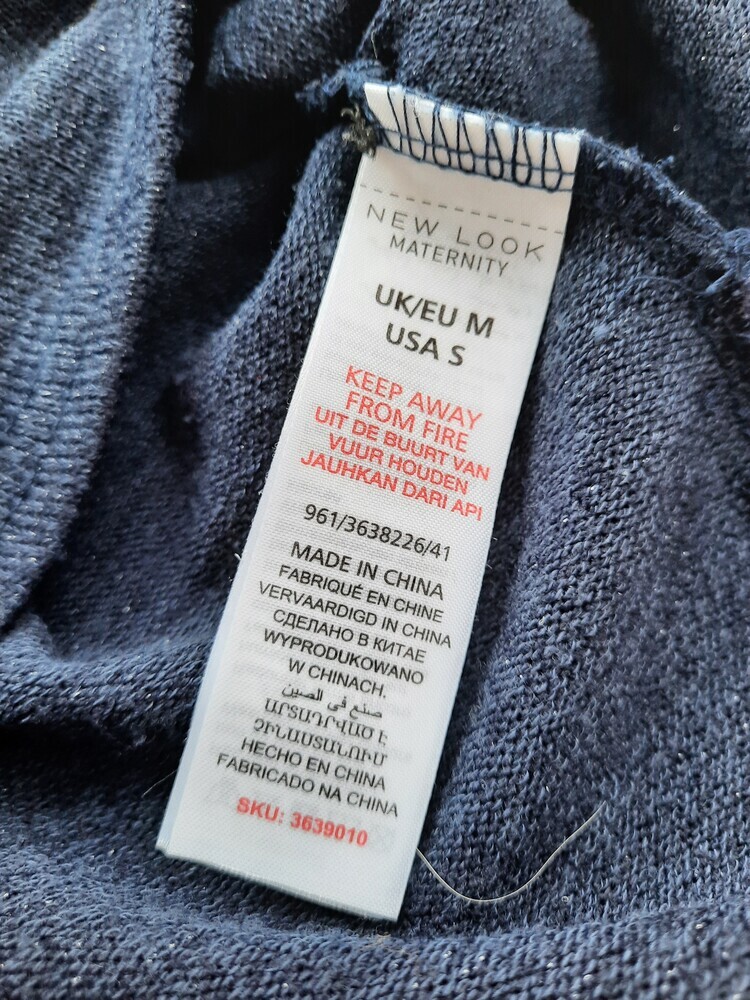 NEW LOOK
MATERNITY
UK/EU M
USA S
KEEP AWAY
FROM FIRE
UIT DE BUURT VAN
VUUR HOUDEN
JAUHKAN DARI API
961/3638226/41
MADE IN CHINA
FABRIQUÉ EN CHINE
VERVAARDIGD IN CHINA
СДЕЛАНО В КИТАЕ
WYPRODUKOWANO
W CHINACH.
صنع في الصين
ԱՐՏԱԴՐՎԱԾ Է
ՉԻՆԱՍՏԱՆՈՒՄ
HECHO EN CHINA
FABRICADO NA CHINA
SKU: 3639010